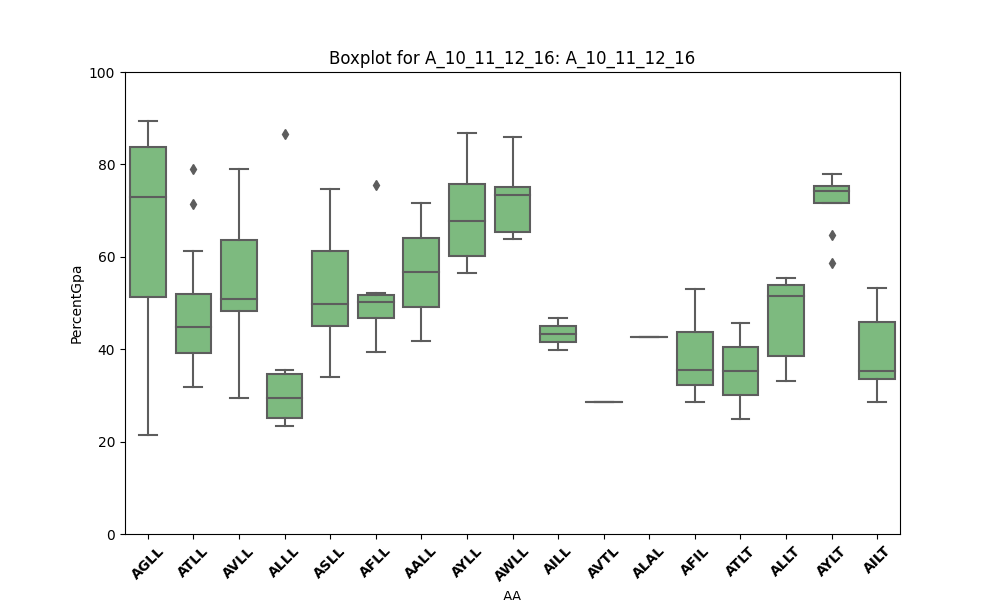 Boxplot for A_10_11_12_16: A_10_11_12_16
100
80
60
40
20
0
PercentGpa
AGLL
ATLL
AVLL
ALLL
ASLL
AFLL
AALL
AYLL
AWLL
AILL
AVTL
ALAL
AFIL
ATLT
ALLT
AYLT
AILT
AA